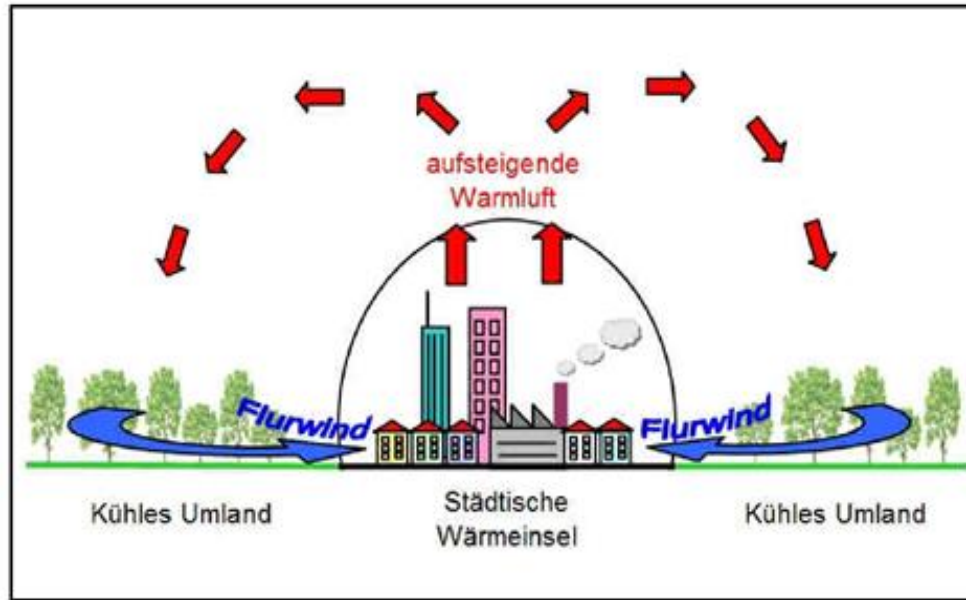 aufsteigende
Warmluft
Flurwind
Flurwind
Kühles Umland
Städtische
Wärmeinsel
Kühles Umland